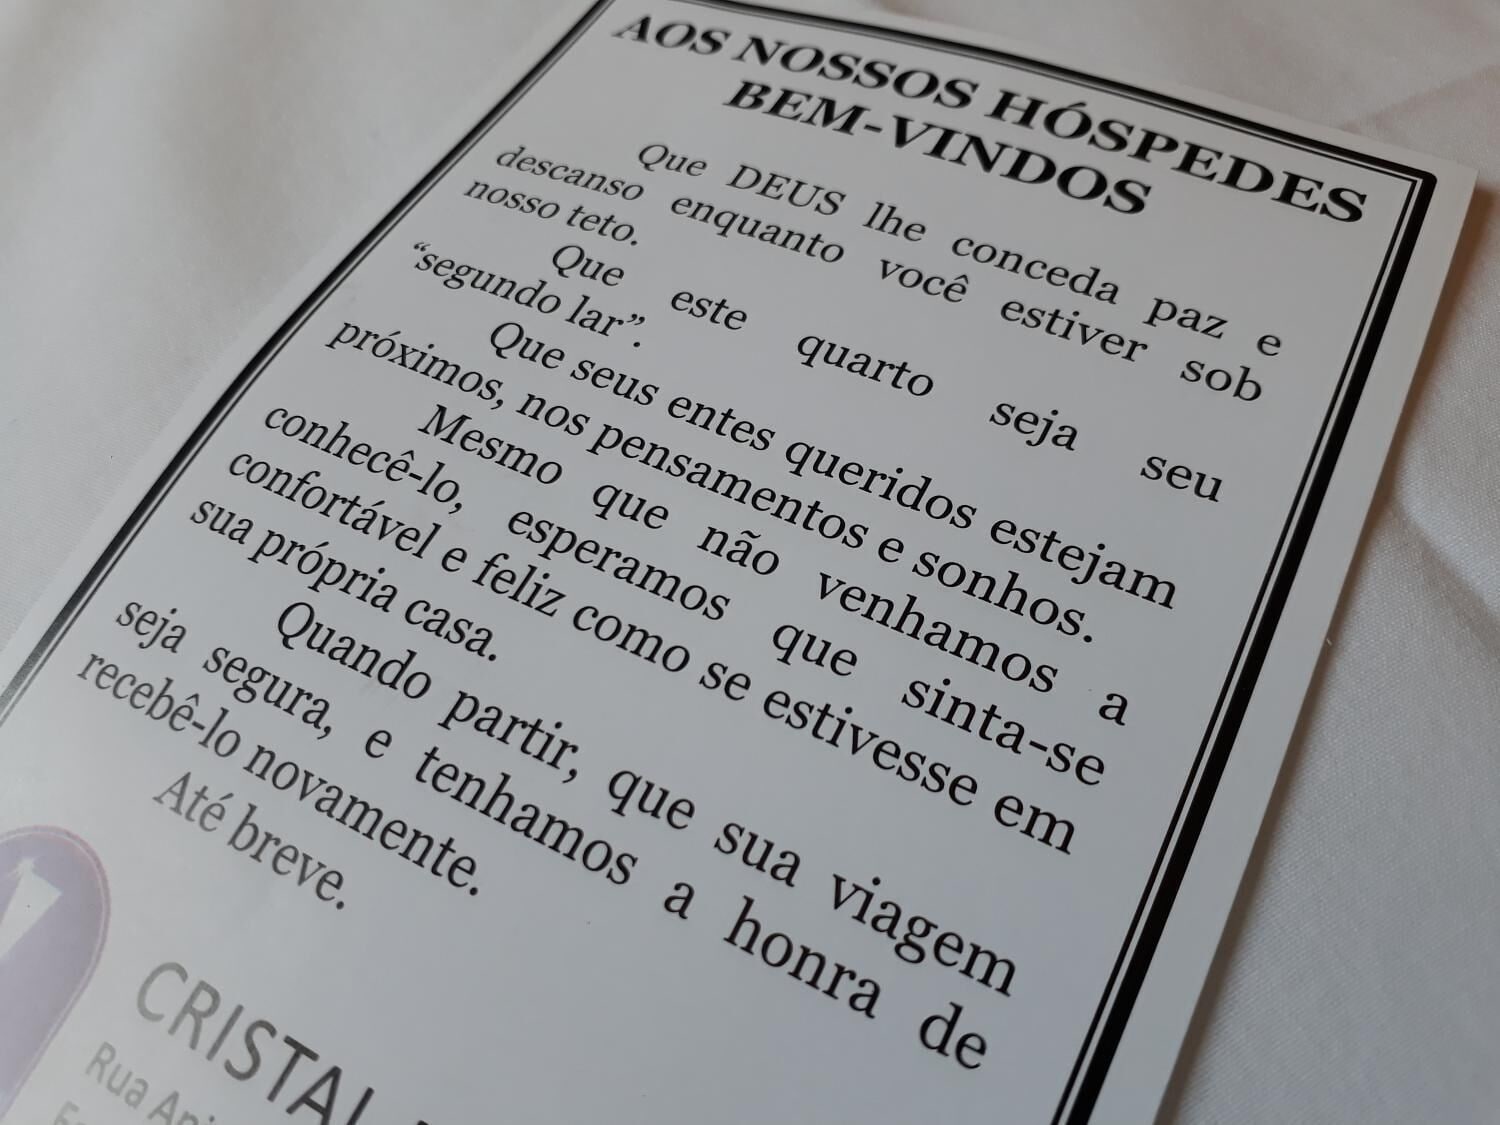 AOS NOSSOS HÓSPEDES
BEM-VINDOS
Que DEUS lhe conceda paz e
descanso enquanto você estiver sob
nosso teto.
Que este quarto seja seu
“segundo lar”.
Que seus entes queridos estejam
próximos, nos pensamentos e sonhos.
Mesmo que não venhamos a
conhecê-lo, esperamos que sinta-se
confortável e feliz como se estivesse em
sua própria casa.
Quando partir, que sua viagem
seja segura, e tenhamos a honra de
recebê-lo novamente.
Até breve.
CRISTAL
Rua